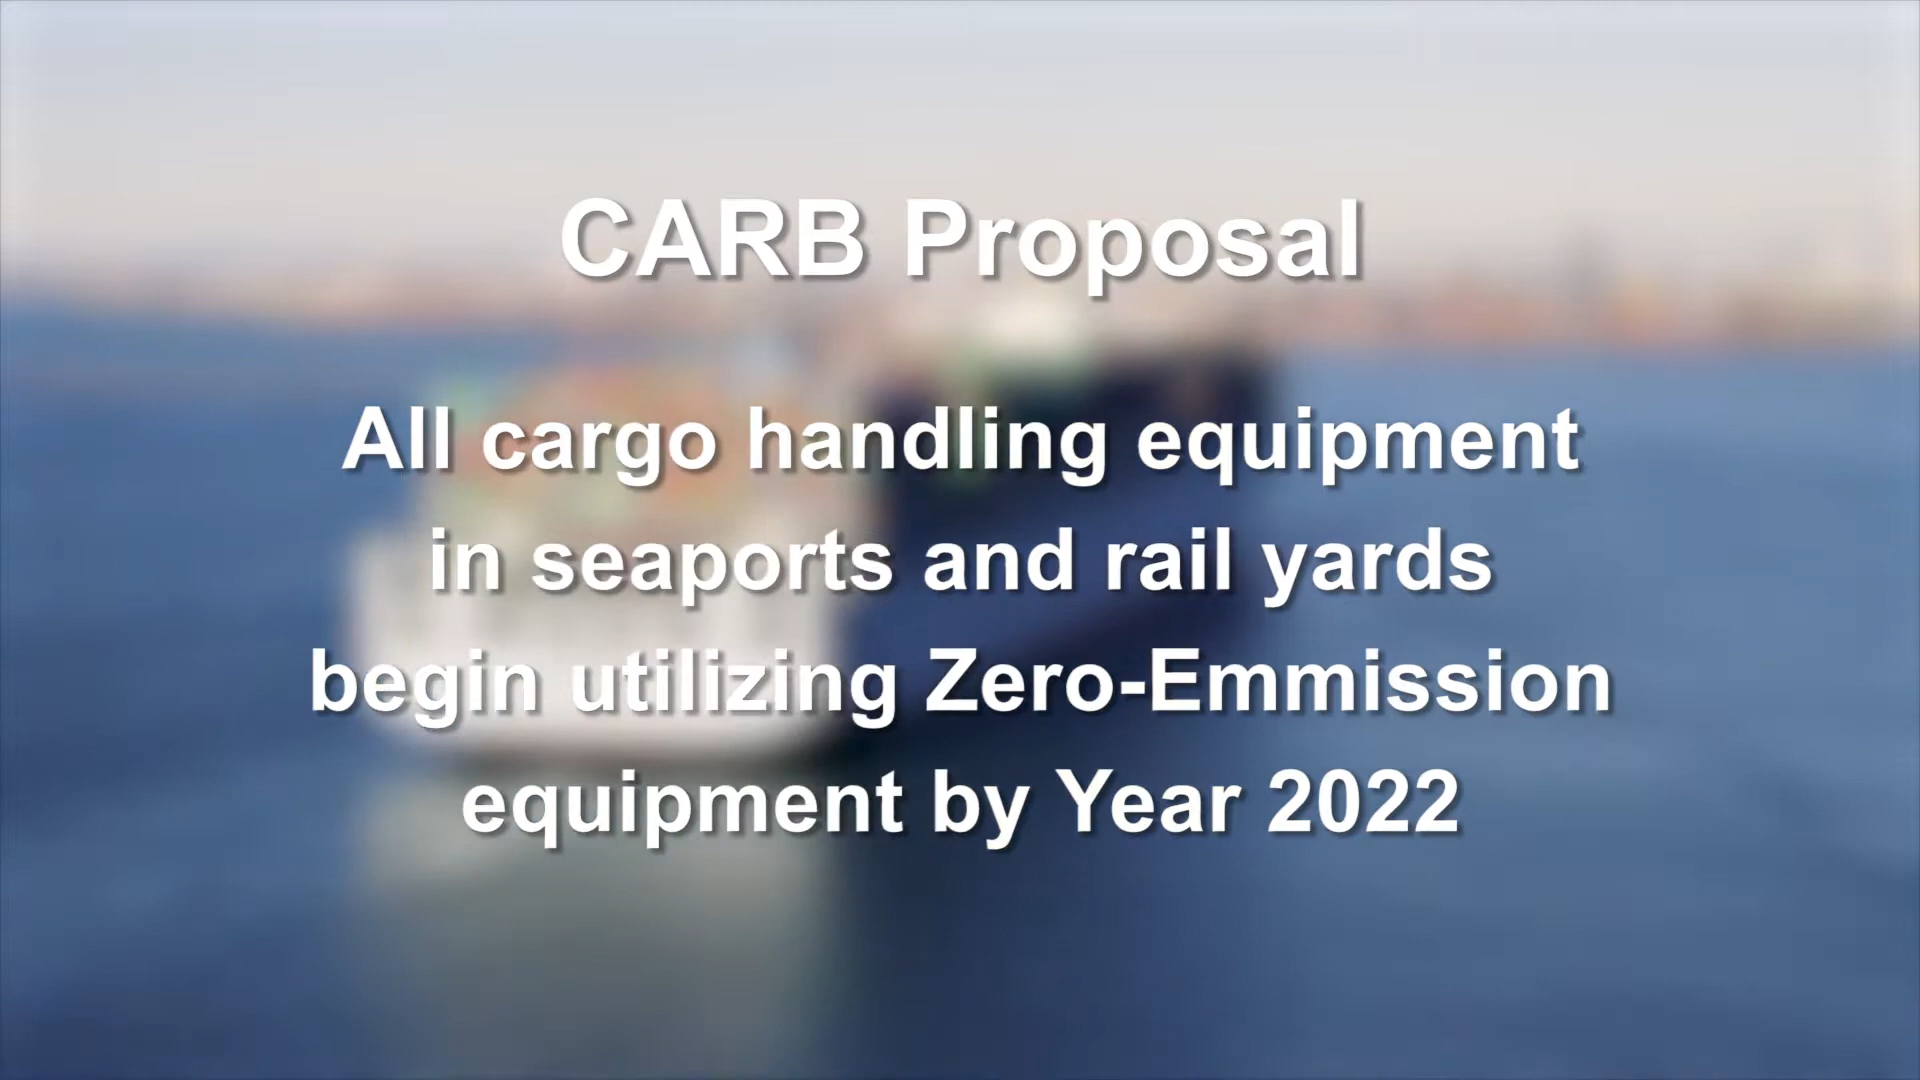 CARB Proposal
All cargo handling equipment
in seaports and rail yards
begin utilizing Zero-Emmission
equipment by Year 2022